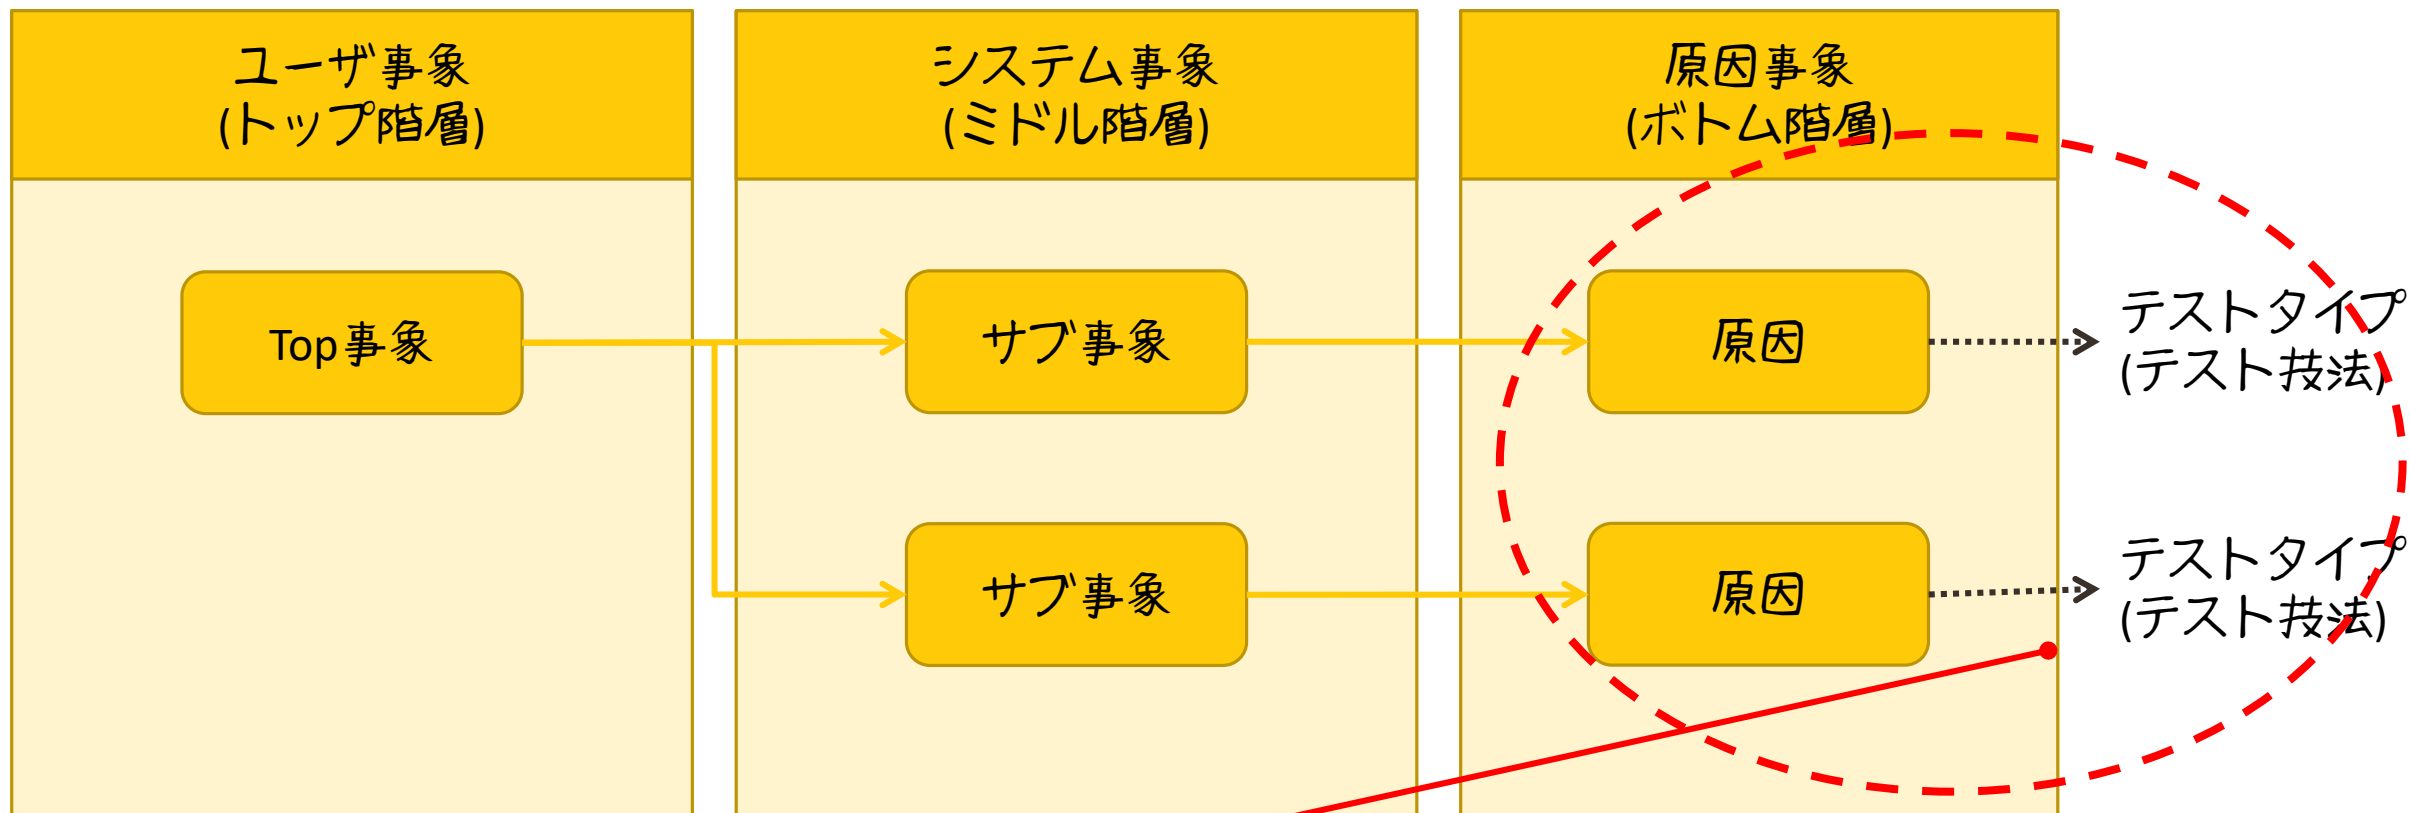 ユーザ事象
(トップ階層)
システム事象
(ミドル階層)
原因事象
(ボトム階層)
Top事象
サブ事象
原因
テストタイプ
(テスト技法)
サブ事象
原因
テストタイプ
(テスト技法)